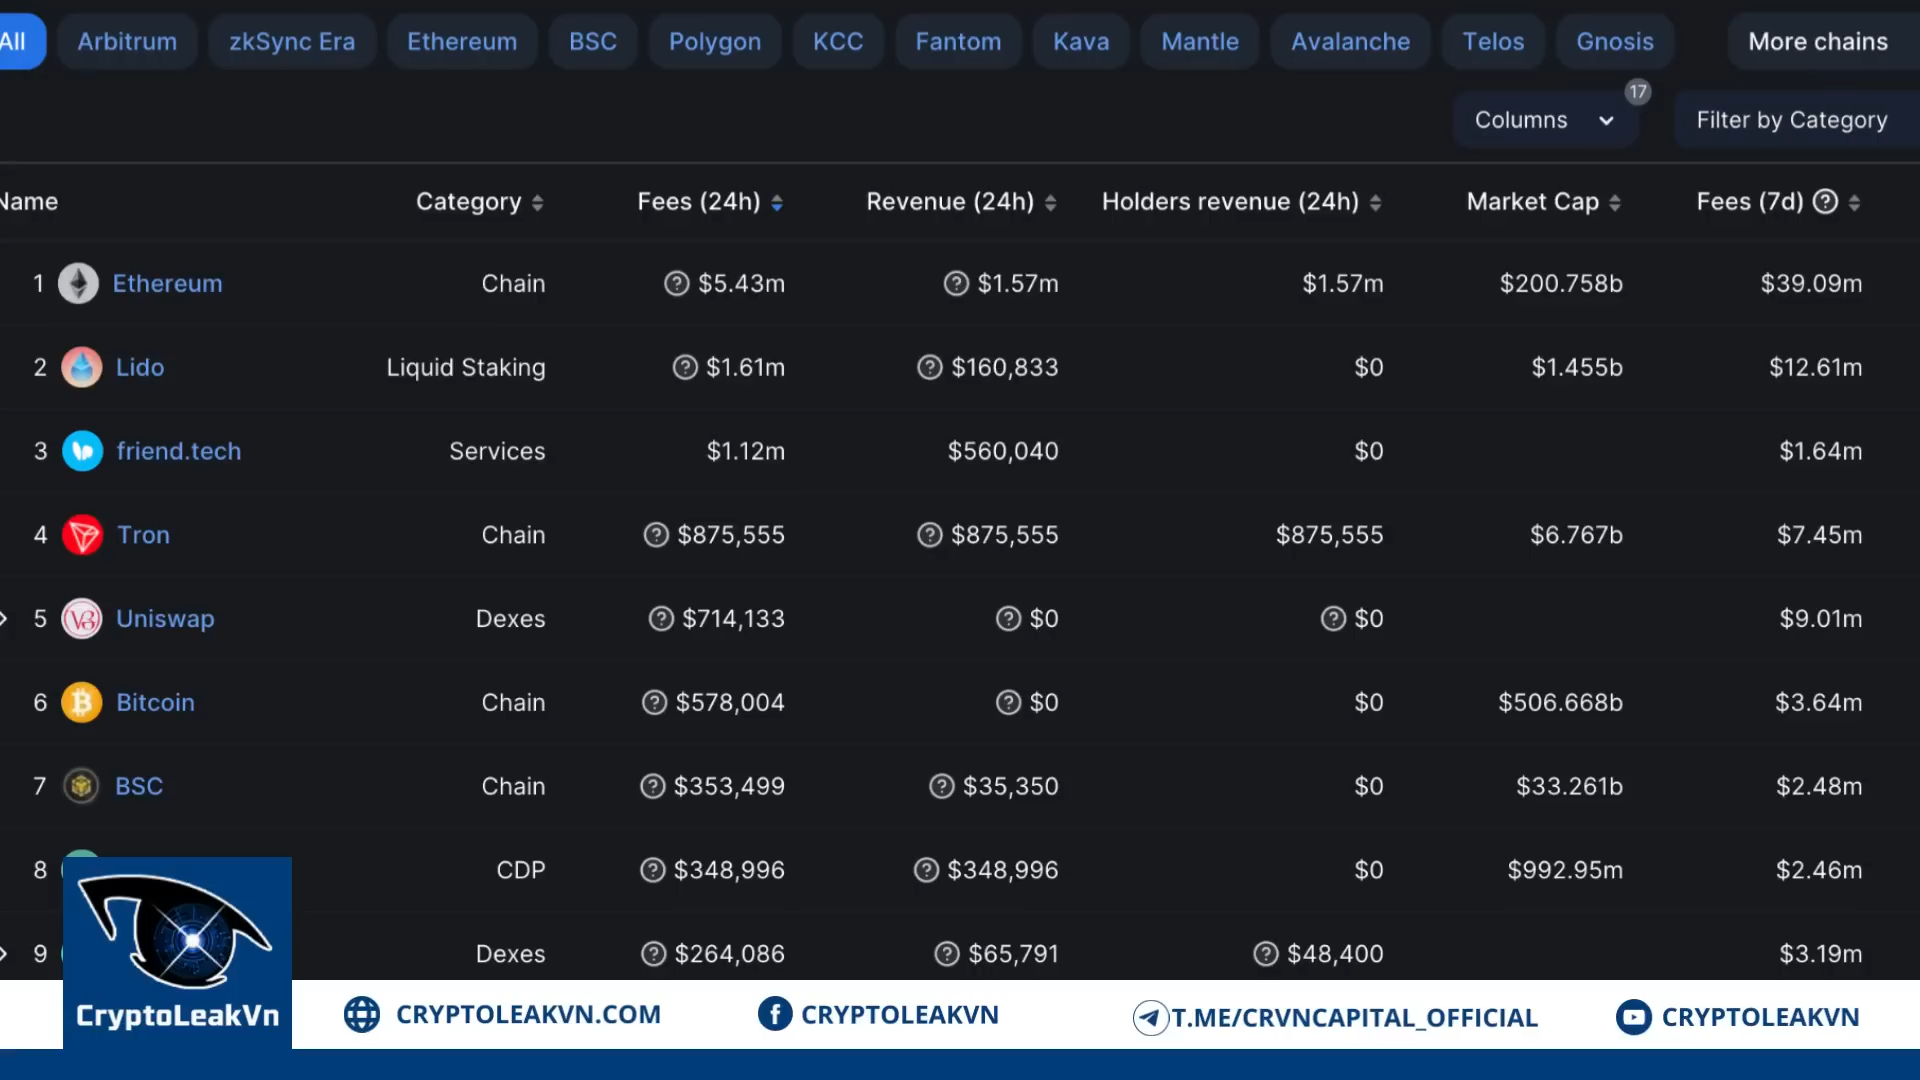 All Arbitrum zkSync Era Ethereum BSC Polygon KCC Fantom Kava Mantle Avalanche Telos Gnosis More chains
17
Columns Filter by Category
Name Category Fees (24h) Revenue (24h) Holders revenue (24h) Market Cap Fees (7d) ?
1 Ethereum Chain ? $5.43m ? $1.57m $1.57m $200.758b $39.09m
2 Lido Liquid Staking ? $1.61m ? $160,833 $0 $1.455b $12.61m
3 friend.tech Services $1.12m $560,040 $0 $1.64m
4 Tron Chain ? $875,555 ? $875,555 $875,555 $6.767b $7.45m
5 Uniswap Dexes ? $714,133 ? $0 ? $0 $9.01m
6 Bitcoin Chain ? $578,004 ? $0 $0 $506.668b $3.64m
7 BSC Chain ? $353,499 ? $35,350 $0 $33.261b $2.48m
8 CDP ? $348,996 ? $348,996 $0 $992.95m $2.46m
9 Dexes ? $264,086 ? $65,791 ? $48,400 $3.19m
CryptoLeakVn
CRYPTOLEAKVN.COM CRYPTOLEAKVN T.ME/CRVNCAPITAL_OFFICIAL CRYPTOLEAKVN